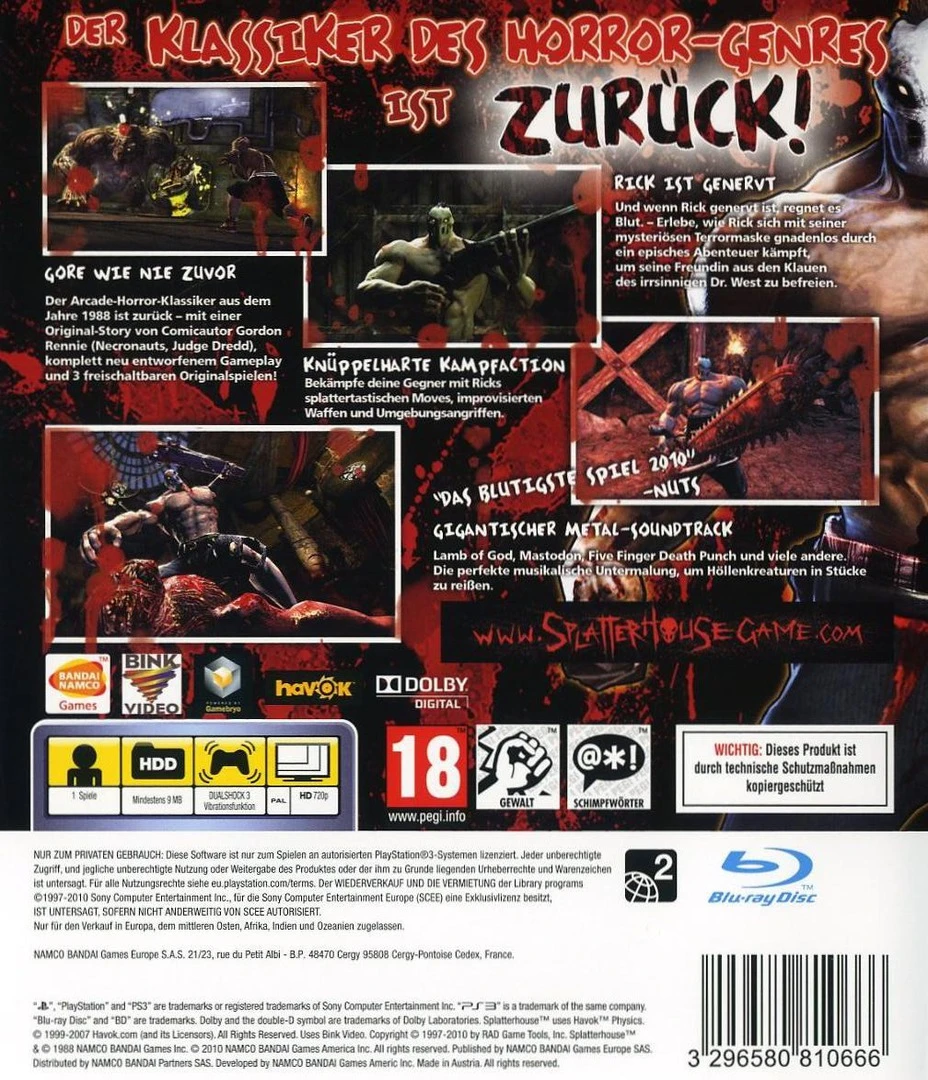 DER KLASSIKER DES HORROR-GENRES
IST ZURÜCK!
RICK IST GENERVT
Und wenn Rick genervt ist, regnet es
Blut. – Erlebe, wie Rick sich mit seiner
mysteriösen Terrormaske gnadenlos durch
ein episches Abenteuer kämpft,
um seine Freundin aus den Klauen
des irrsinnigen Dr. West zu befreien.
GORE WIE NIE ZUVOR
Der Arcade-Horror-Klassiker aus dem
Jahre 1988 ist zurück – mit einer
Original-Story von Comicautor Gordon
Rennie (Necronauts, Judge Dredd),
komplett neu entworfenem Gameplay
und 3 freischaltbaren Originalspielen!
KNÜPPELHARTE KAMPFACTION
Bekämpfe deine Gegner mit Ricks
splattertastischen Moves, improvisierten
Waffen und Umgebungsangriffen.
"DAS BLUTIGSTE SPIEL 2010"
-NUTS
GIGANTISCHER METAL-SOUNDTRACK
Lamb of God, Mastodon, Five Finger Death Punch und viele andere.
Die perfekte musikalische Untermalung, um Höllenkreaturen in Stücke
zu reißen.
WWW.SPLATTERHOUSEGAME.COM
BANDAI
NAMCO
Games
BINK
VIDEO
POWERED BY
Gamebryo
havok
DOLBY
DIGITAL
1 Spiele
HDD
Mindestens 9 MB
DUALSHOCK 3
Vibrationsfunktion
PAL
HD 720p
18
www.pegi.info
GEWALT
@*!
SCHIMPFWÖRTER
WICHTIG: Dieses Produkt ist
durch technische Schutzmaßnahmen
kopiergeschützt
NUR ZUM PRIVATEN GEBRAUCH: Diese Software ist nur zum Spielen an autorisierten PlayStation®3-Systemen lizenziert. Jeder unberechtigte
Zugriff, und jegliche unberechtigte Nutzung oder Weitergabe des Produktes oder der ihm zu Grunde liegenden Urheberrechte und Warenzeichen
ist untersagt. Für alle Nutzungsrechte siehe eu.playstation.com/terms. Der WIEDERVERKAUF UND DIE VERMIETUNG der Library programs
©1997-2010 Sony Computer Entertainment Inc., für die Sony Computer Entertainment Europe (SCEE) eine Exklusivlizenz besitzt,
IST UNTERSAGT, SOFERN NICHT ANDERWEITIG VON SCEE AUTORISIERT.
Nur für den Verkauf in Europa, dem mittleren Osten, Afrika, Indien und Ozeanien zugelassen.
2
Blu-ray Disc™
NAMCO BANDAI Games Europe S.A.S. 21/23, rue du Petit Albi - B.P. 48470 Cergy 95808 Cergy-Pontoise Cedex, France.
" ", "PlayStation" and "PS3" are trademarks or registered trademarks of Sony Computer Entertainment Inc. "PS3" is a trademark of the same company.
"Blu-ray Disc" and "BD" are trademarks. Dolby and the double-D symbol are trademarks of Dolby Laboratories. Splatterhouse™ uses Havok™ Physics.
© 1999-2007 Havok.com (and its Licensors). All Rights Reserved. Uses Bink Video. Copyright © 1997-2010 by RAD Game Tools, Inc. Splatterhouse™
& © 1988 NAMCO BANDAI Games Inc. © 2010 NAMCO BANDAI Games America Inc. All rights reserved. Published by NAMCO BANDAI Games Europe SAS.
Distributed by NAMCO BANDAI Partners SAS. Developed by NAMCO BANDAI Games Americ Inc. Made in Austria. All rights reserved.
3 296580 810666